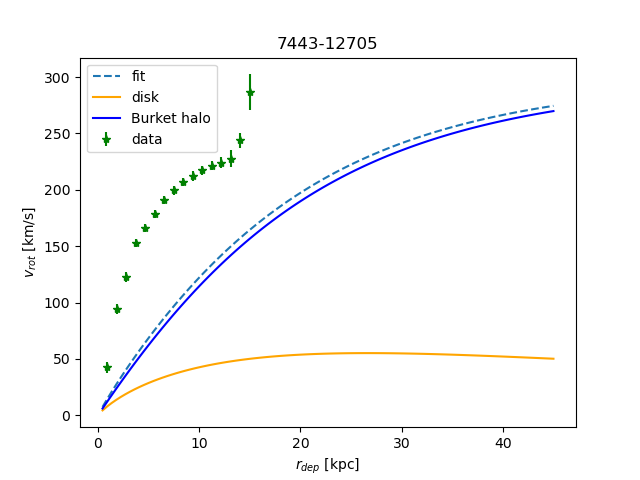 7443-12705
300
250
200
150
100
50
0
v_rot [km/s]
fit
disk
Burket halo
data
0 10 20 30 40
r_dep [kpc]